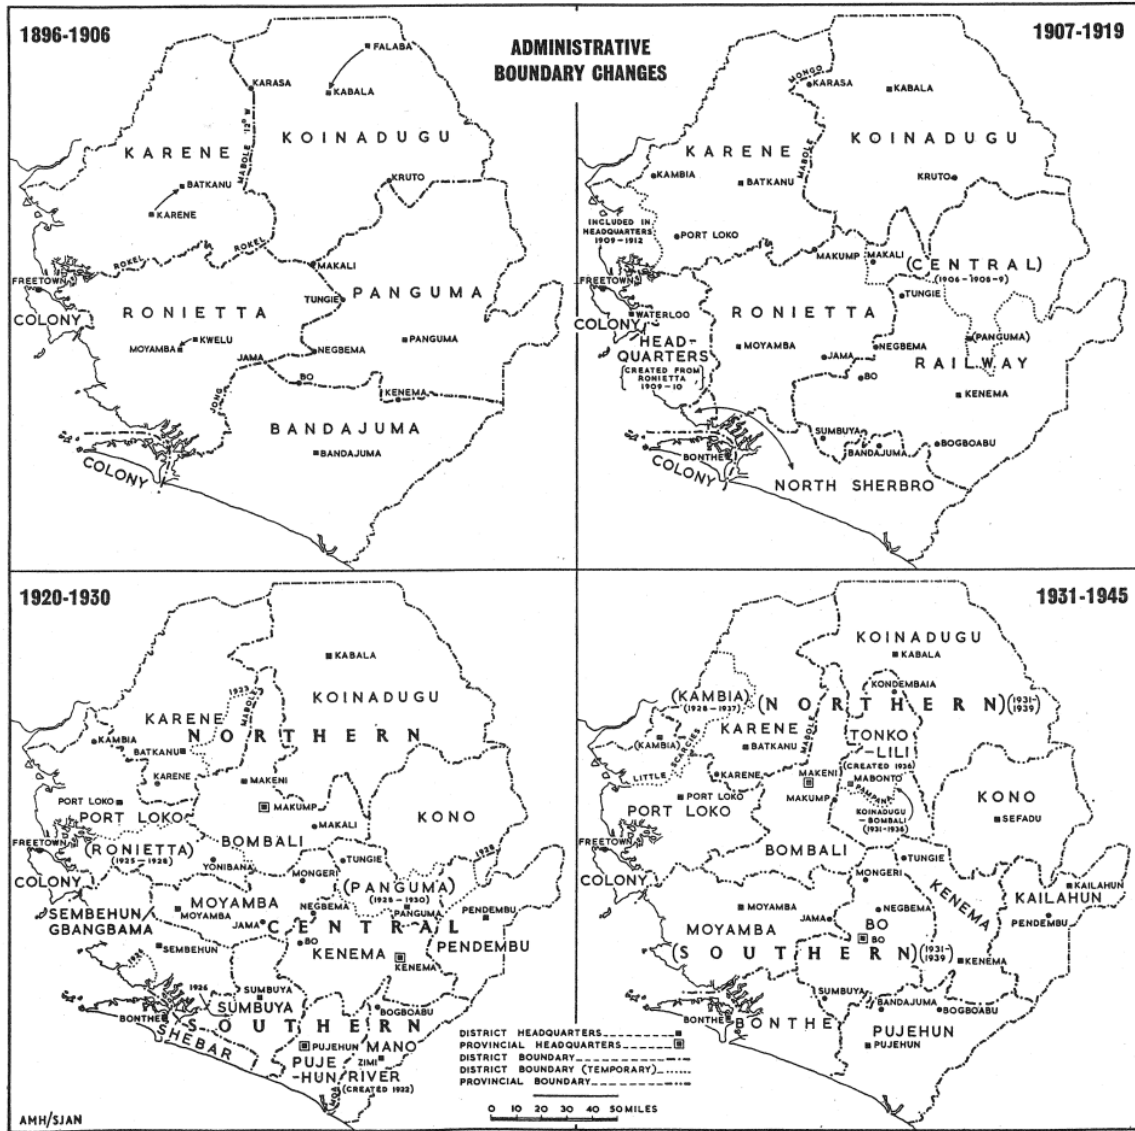 ADMINISTRATIVE
BOUNDARY CHANGES
1896-1906
FALABA
KARASA
KABALA
KOINADUGU
KARENE
MABOLE 12° W
BATKANU
KRUTO
KARENE
ROKEL
ROKEL
MAKALI
FREETOWN
COLONY
RONIETTA
TUNGIE
PANGUMA
KWELU
MOYAMBA
PANGUMA
JAMA
NEGBEMA
BO
JONG
KENEMA
BANDAJUMA
BANDAJUMA
COLONY
1907-1919
MONGO
KARASA
KABALA
KOINADUGU
KARENE
MABOLE
KAMBIA
BATKANU
KRUTO
INCLUDED IN
HEADQUARTERS
1909-1912
PORT LOKO
MAKUMP
MAKALI
(CENTRAL)
(1906-1908-9)
FREETOWN
TUNGIE
WATERLOO
COLONY
RONIETTA
HEAD-
QUARTERS
(CREATED FROM
RONIETTA
1909-10)
MOYAMBA
NEGBEMA
JAMA
(PANGUMA)
RAILWAY
BO
KENEMA
SUMBUYA
BANDAJUMA
BOGBOABU
BONTHE
COLONY
NORTH SHERBRO
1920-1930
KABALA
KOINADUGU
1923
MABOLE
KARENE
NORTHERN
KAMBIA
BATKANU
KARENE
MAKENI
PORT LOKO
MAKUMP
PORT LOKO
MAKALI
KONO
FREETOWN
(RONIETTA)
(1925-1928)
BOMBALI
YONIBANA
TUNGIE
1928
COLONY
MONGERI
(PANGUMA)
(1928-1930)
MOYAMBA
MOYAMBA
NEGBEMA
PANGUMA
SEMBEHUN/
GBANGBAMA
JAMA
CENTRAL
PENDEMBU
PENDEMBU
SEMBEHUN
BO
KENEMA
KENEMA
1926
SUMBUYA
SUMBUYA
BONTHE
SOUTHERN
BOGBOABU
SHEBAR
PUJEHUN
MANO
PUJE
-HUN
ZIMI
RIVER
(CREATED 1922)
MOA
AMH/SJAN
1931-1945
KOINADUGU
KABALA
KONDEMBAIA
(KAMBIA)
(1928-1937)
(NORTHERN)(1931-
1939)
KARENE
MABOLE
TONKO
-LILI
(CREATED 1936)
(KAMBIA)
BATKANU
LITTLE SCARCIES
KARENE
MAKENI
MABONTO
PAMPANA
PORT LOKO
PORT LOKO
MAKUMP
KOINADUGU
-BOMBALI
(1931-1936)
KONO
SEFADU
FREETOWN
BOMBALI
TUNGIE
COLONY
MONGERI
KENEMA
KAILAHUN
KAILAHUN
MOYAMBA
NEGBEMA
PENDEMBU
JAMA
MOYAMBA
BO
BO
(SOUTHERN)(1931-
1939)
KENEMA
SUMBUYA
BANDAJUMA
BOGBOABU
BONTHE
BONTHE
PUJEHUN
PUJEHUN
DISTRICT HEADQUARTERS
PROVINCIAL HEADQUARTERS
DISTRICT BOUNDARY
DISTRICT BOUNDARY (TEMPORARY)
PROVINCIAL BOUNDARY
0 10 20 30 40 50 MILES